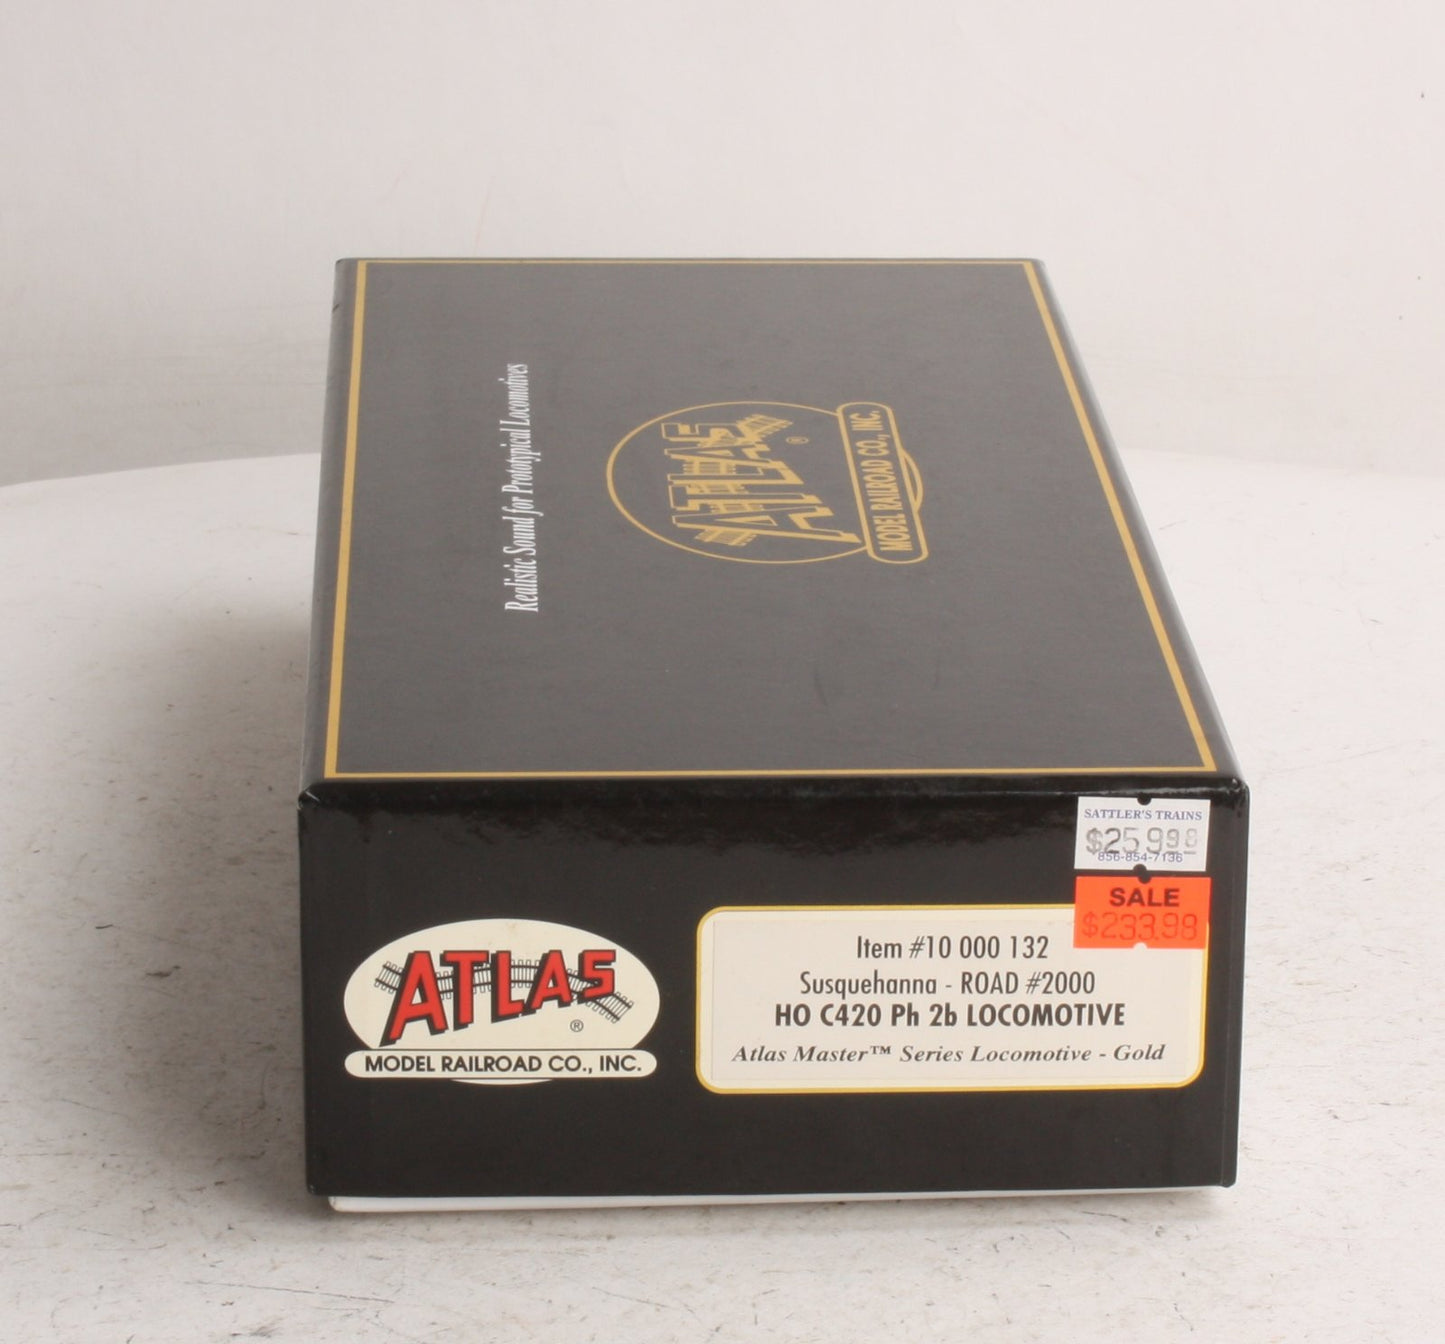 Realistic Sound for Prototypical Locomotives
ATLAS
®
MODEL RAILROAD CO., INC.
SATTLER'S TRAINS
$259.98
856-854-7136
SALE
$233.98
ATLAS
®
MODEL RAILROAD CO., INC.
Item #10 000 132
Susquehanna - ROAD #2000
HO C420 Ph 2b LOCOMOTIVE
Atlas Master™ Series Locomotive - Gold